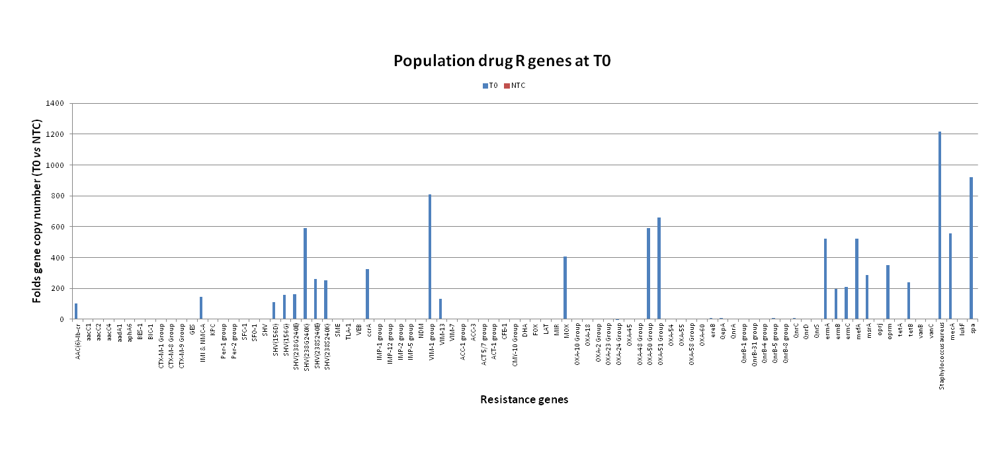 Population drug R genes at T0
T0 NTC
Folds gene copy number (T0 vs NTC)
1400
1200
1000
800
600
400
200
0
AAC(6)-Ib-cr
aacC1
aacC2
aacC4
aadA1
aphA6
BES-1
BIC-1
CTX-M-1 Group
CTX-M-8 Group
CTX-M-9 Group
GES
IMI & NMC-A
KPC
Per-1 group
Per-2 group
SFC-1
SFO-1
SHV
SHV(156D)
SHV(156G)
SHV(238G240E)
SHV(238G240K)
SHV(238S240E)
SHV(238S240K)
SME
TLA-1
VEB
ccrA
IMP-1 group
IMP-12 group
IMP-2 group
IMP-5 group
NDM
VIM-1 group
VIM-13
VIM-7
ACC-1 group
ACC-3
ACT 5/7 group
ACT-1 group
CFE-1
CMY-10 Group
DHA
FOX
LAT
MIR
MOX
OXA-10 Group
OXA-18
OXA-2 Group
OXA-23 Group
OXA-24 Group
OXA-45
OXA-48 Group
OXA-50 Group
OXA-51 Group
OXA-54
OXA-55
OXA-58 Group
OXA-60
ereB
QepA
QnrA
QnrB-1 group
QnrB-31 group
QnrB-4 group
QnrB-5 group
QnrB-8 group
QnrC
QnrD
QnrS
ermA
ermB
ermC
mefA
msrA
oprj
oprm
tetA
tetB
vanB
vanC
Staphylococcus aureus
mecA
lukF
spa
Resistance genes